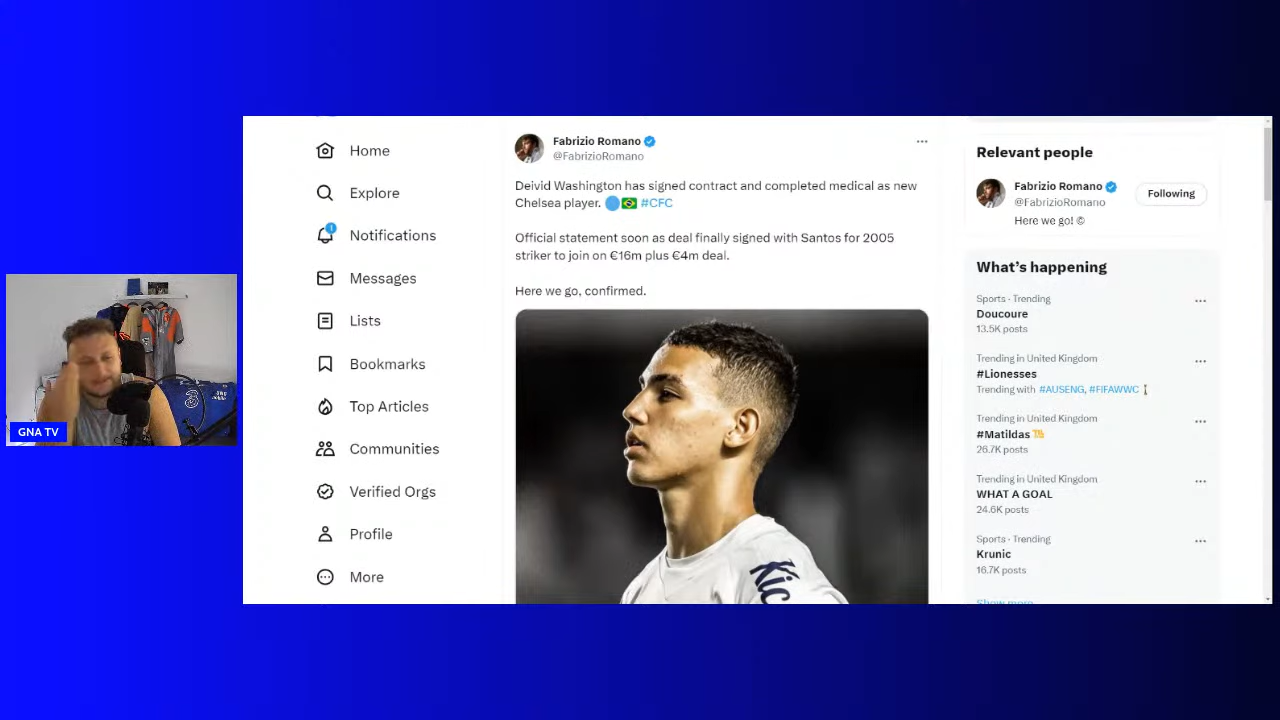 Home
Explore
1
Notifications
Messages
Lists
Bookmarks
Top Articles
Communities
Verified Orgs
Profile
More
GNA TV
3
Fabrizio Romano
@FabrizioRomano
Deivid Washington has signed contract and completed medical as new
Chelsea player. 🔵🇧🇷 #CFC
Official statement soon as deal finally signed with Santos for 2005
striker to join on €16m plus €4m deal.
Here we go, confirmed.
Kic
Relevant people
Fabrizio Romano
@FabrizioRomano
Following
Here we go! ©
What's happening
Sports · Trending
Doucoure
13.5K posts
Trending in United Kingdom
#Lionesses
Trending with #AUSENG, #FIFAWWC
Trending in United Kingdom
#Matildas
26.7K posts
Trending in United Kingdom
WHAT A GOAL
24.6K posts
Sports · Trending
Krunic
16.7K posts
Show more